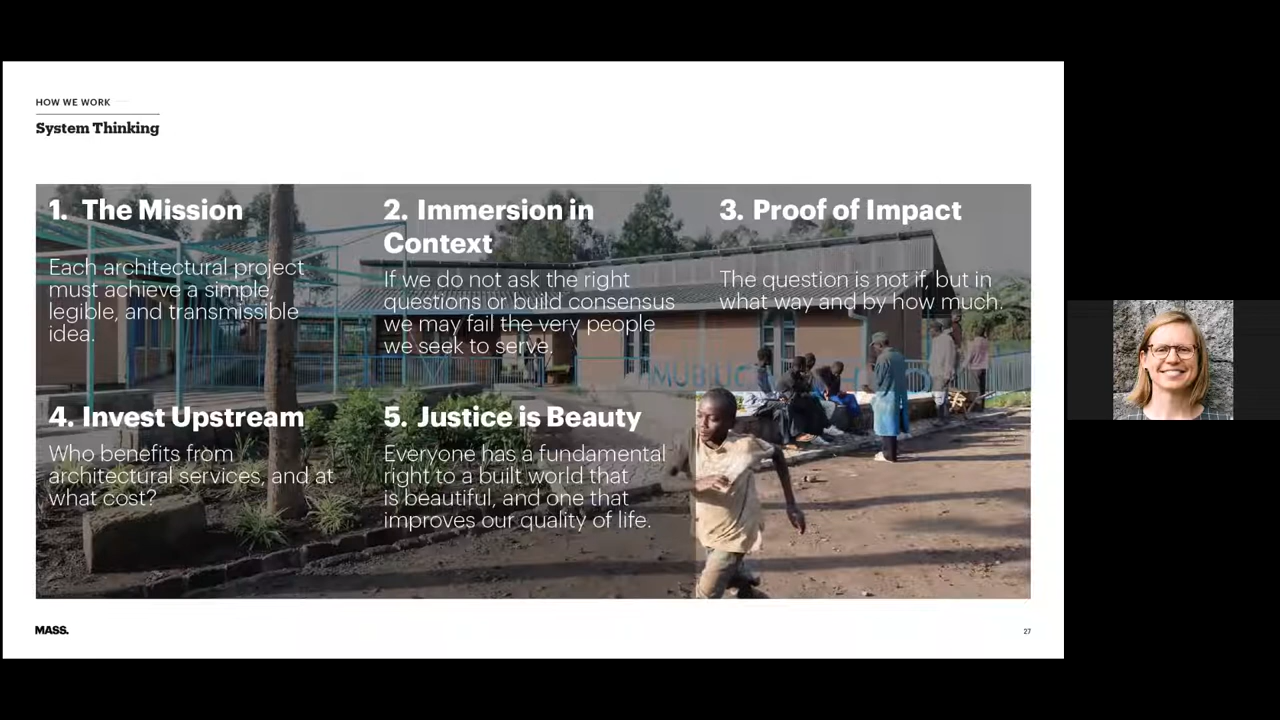 HOW WE WORK
System Thinking
1. The Mission
Each architectural project
must achieve a simple,
legible, and transmissible
idea.
2. Immersion in
Context
If we do not ask the right
questions or build consensus
we may fail the very people
we seek to serve.
3. Proof of Impact
The question is not if, but in
what way and by how much.
4. Invest Upstream
Who benefits from
architectural services, and at
what cost?
5. Justice is Beauty
Everyone has a fundamental
right to a built world that
is beautiful, and one that
improves our quality of life.
MASS.
27